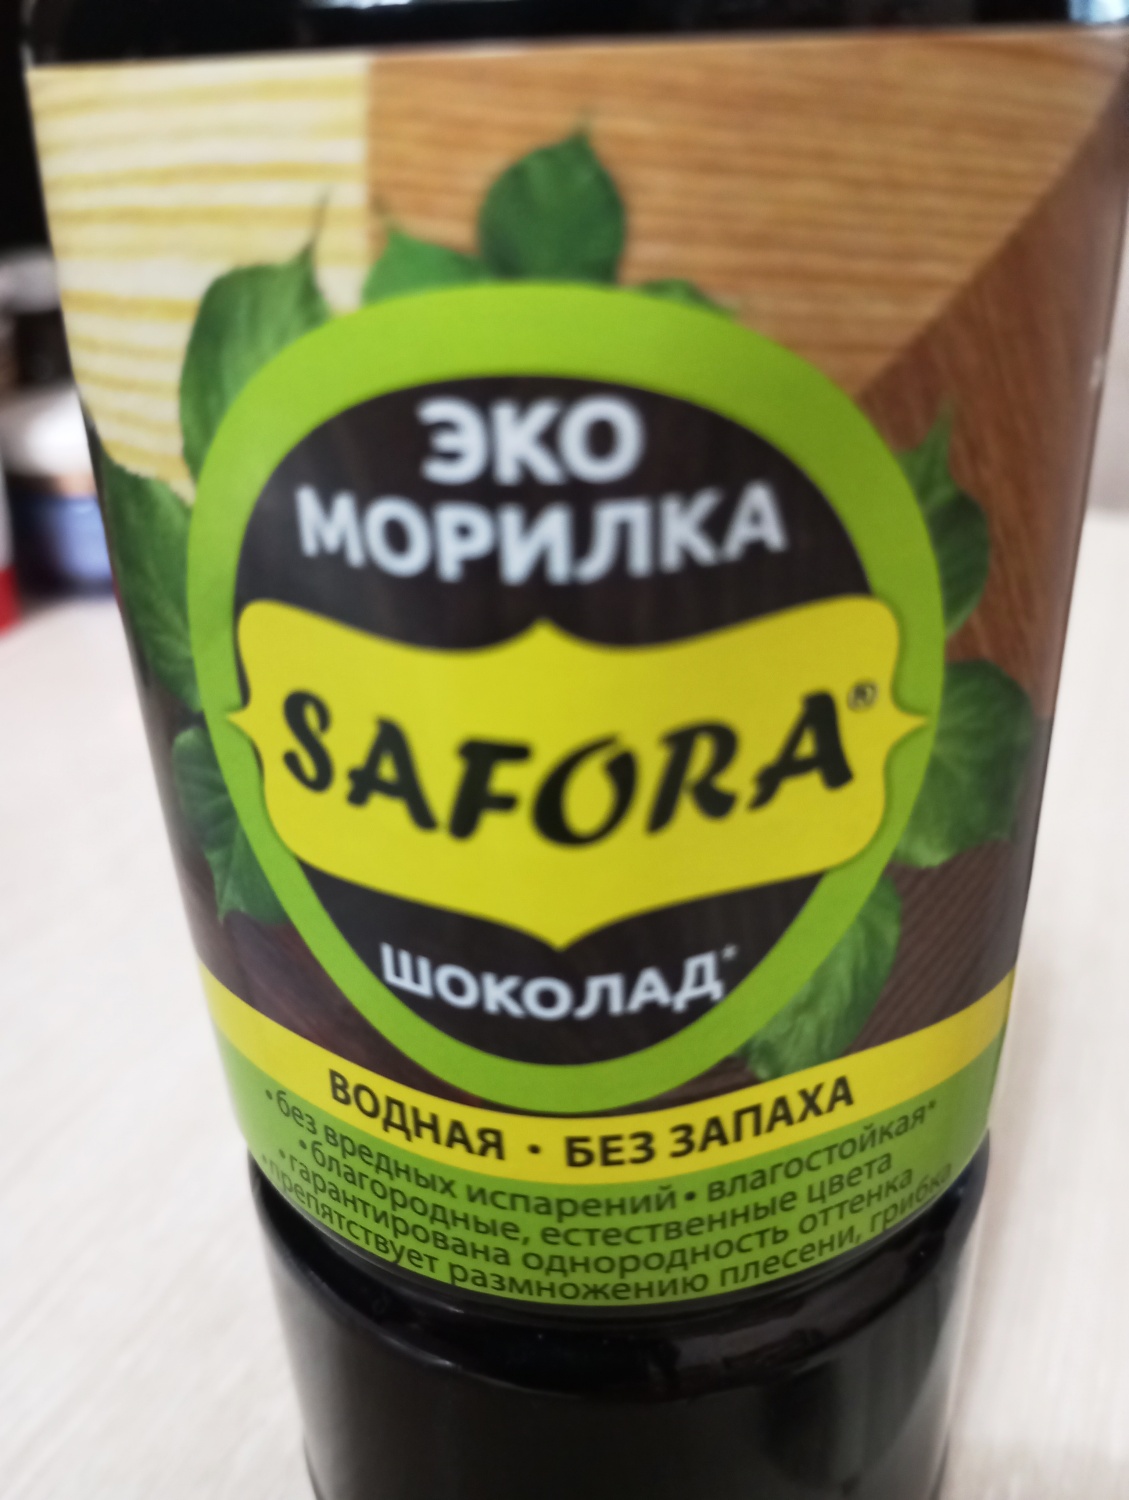 ЭКО
МОРИЛКА
SAFORA®
ШОКОЛАД*
ВОДНАЯ • БЕЗ ЗАПАХА
•без вредных испарений • влагостойкая*
•благородные, естественные цвета
•гарантирована однородность оттенка
•препятствует размножению плесени, грибка